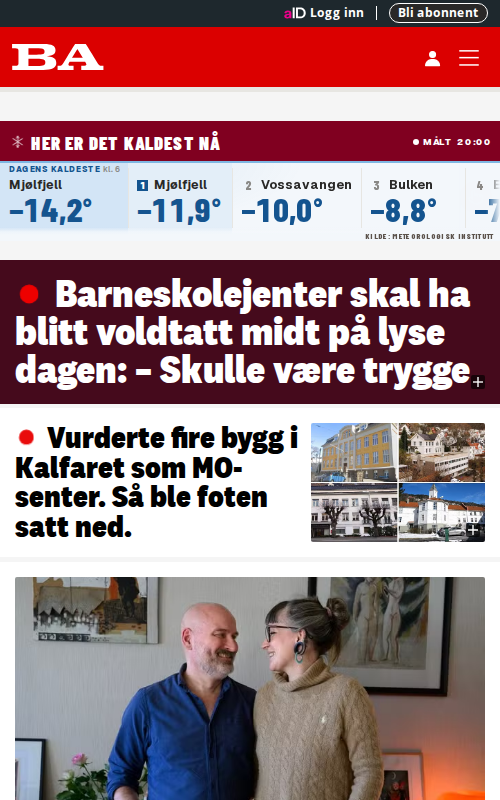 aID Logg inn
Bli abonnent
BA
HER ER DET KALDEST NÅ
MÅLT 20:00
DAGENS KALDESTE kl. 6
Mjølfjell
−14,2°
1 Mjølfjell
−11,9°
2 Vossavangen
−10,0°
3 Bulken
−8,8°
4
KILDE: METEOROLOGISK INSTITUTT
Barneskolejenter skal ha
blitt voldtatt midt på lyse
dagen: – Skulle være trygge
Vurderte fire bygg i
Kalfaret som MO-
senter. Så ble foten
satt ned.